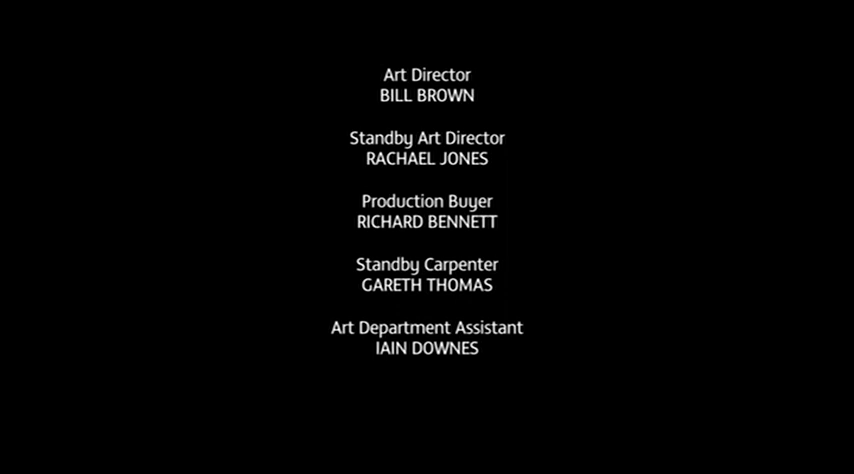 Art Director
BILL BROWN
Standby Art Director
RACHAEL JONES
Production Buyer
RICHARD BENNETT
Standby Carpenter
GARETH THOMAS
Art Department Assistant
IAIN DOWNES